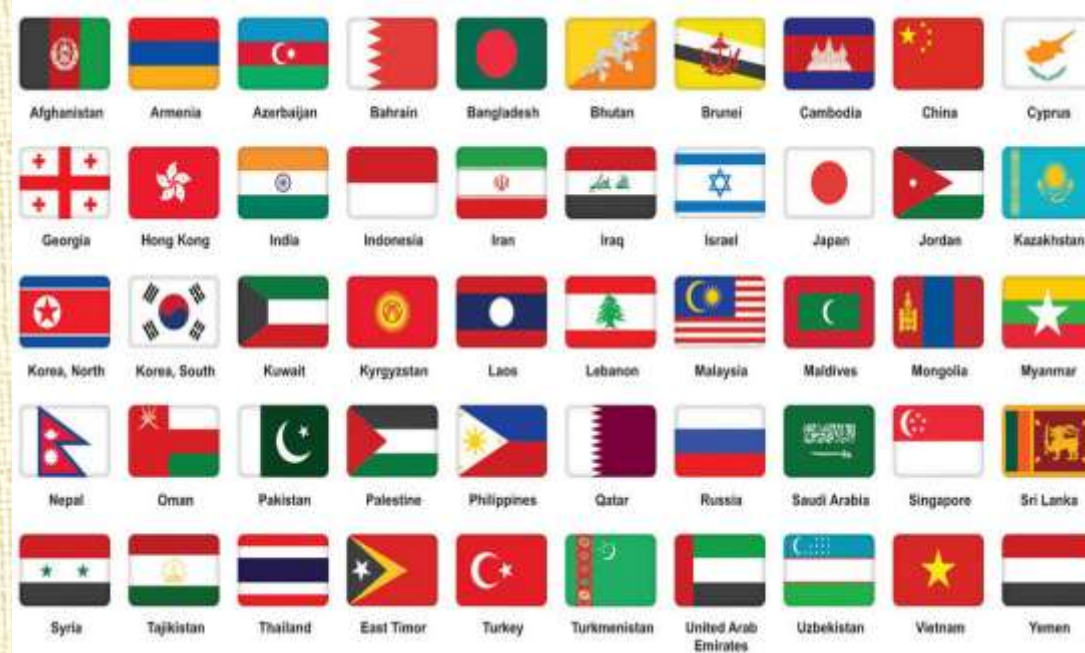 Afghanistan Armenia Azerbaijan Bahrain Bangladesh Bhutan Brunei Cambodia China Cyprus
Georgia Hong Kong India Indonesia Iran Iraq Israel Japan Jordan Kazakhstan
Korea, North Korea, South Kuwait Kyrgyzstan Laos Lebanon Malaysia Maldives Mongolia Myanmar
Nepal Oman Pakistan Palestine Philippines Qatar Russia Saudi Arabia Singapore Sri Lanka
Syria Tajikistan Thailand East Timor Turkey Turkmenistan United Arab Uzbekistan Vietnam Yemen
Emirates